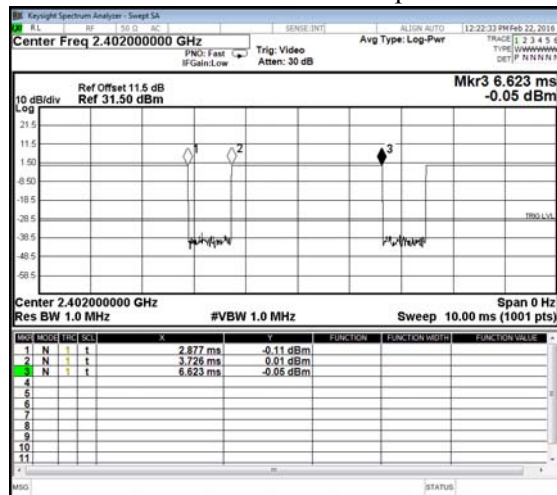 Keysight Spectrum Analyzer - Swept SA
RL RF 50 Ω AC SENSE:INT ALIGN AUTO 12:22:33 PM Feb 22, 2016
Center Freq 2.402000000 GHz Avg Type: Log-Pwr TRACE 1 2 3 4 5 6
PNO: Fast Trig: Video TYPE
IFGain:Low Atten: 30 dB DET P N N N N N
Mkr3 6.623 ms
Ref Offset 11.5 dB
-0.05 dBm
10 dB/div Ref 31.50 dBm
Log
21.5
11.5
1 2 3
1.50
-8.50
-18.5
-28.5 TRIG LVL
-38.5
-48.5
-58.5
Center 2.402000000 GHz Span 0 Hz
Res BW 1.0 MHz #VBW 1.0 MHz Sweep 10.00 ms (1001 pts)
MKR MODE TRC SCL X Y FUNCTION FUNCTION WIDTH FUNCTION VALUE
1 N 1 t 2.877 ms -0.11 dBm
2 N 1 t 3.726 ms 0.01 dBm
3 N 1 t 6.623 ms -0.05 dBm
4
5
6
7
8
9
10
11
MSG STATUS